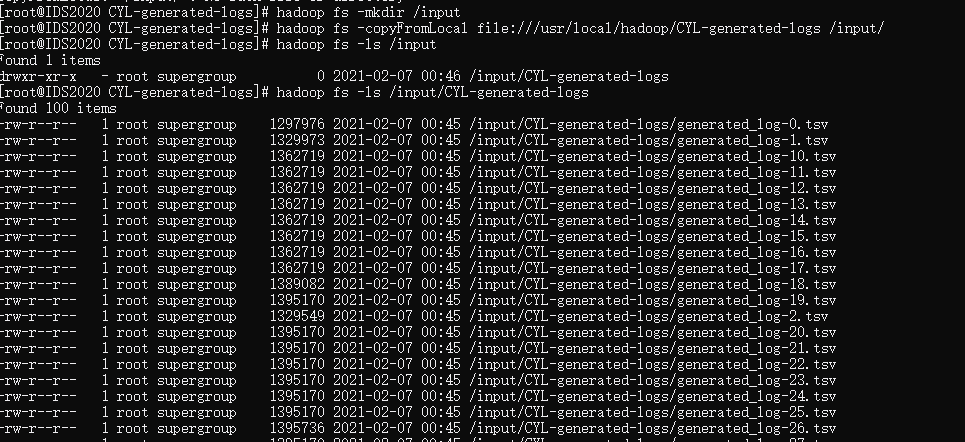 [root@IDS2020 CYL-generated-logs]# hadoop fs -mkdir /input
[root@IDS2020 CYL-generated-logs]# hadoop fs -copyFromLocal file:///usr/local/hadoop/CYL-generated-logs /input/
[root@IDS2020 CYL-generated-logs]# hadoop fs -ls /input
Found 1 items
drwxr-xr-x - root supergroup 0 2021-02-07 00:46 /input/CYL-generated-logs
[root@IDS2020 CYL-generated-logs]# hadoop fs -ls /input/CYL-generated-logs
Found 100 items
-rw-r--r-- 1 root supergroup 1297976 2021-02-07 00:45 /input/CYL-generated-logs/generated_log-0.tsv
-rw-r--r-- 1 root supergroup 1329973 2021-02-07 00:45 /input/CYL-generated-logs/generated_log-1.tsv
-rw-r--r-- 1 root supergroup 1362719 2021-02-07 00:45 /input/CYL-generated-logs/generated_log-10.tsv
-rw-r--r-- 1 root supergroup 1362719 2021-02-07 00:45 /input/CYL-generated-logs/generated_log-11.tsv
-rw-r--r-- 1 root supergroup 1362719 2021-02-07 00:45 /input/CYL-generated-logs/generated_log-12.tsv
-rw-r--r-- 1 root supergroup 1362719 2021-02-07 00:45 /input/CYL-generated-logs/generated_log-13.tsv
-rw-r--r-- 1 root supergroup 1362719 2021-02-07 00:45 /input/CYL-generated-logs/generated_log-14.tsv
-rw-r--r-- 1 root supergroup 1362719 2021-02-07 00:45 /input/CYL-generated-logs/generated_log-15.tsv
-rw-r--r-- 1 root supergroup 1362719 2021-02-07 00:45 /input/CYL-generated-logs/generated_log-16.tsv
-rw-r--r-- 1 root supergroup 1362719 2021-02-07 00:45 /input/CYL-generated-logs/generated_log-17.tsv
-rw-r--r-- 1 root supergroup 1389082 2021-02-07 00:45 /input/CYL-generated-logs/generated_log-18.tsv
-rw-r--r-- 1 root supergroup 1395170 2021-02-07 00:45 /input/CYL-generated-logs/generated_log-19.tsv
-rw-r--r-- 1 root supergroup 1329549 2021-02-07 00:45 /input/CYL-generated-logs/generated_log-2.tsv
-rw-r--r-- 1 root supergroup 1395170 2021-02-07 00:45 /input/CYL-generated-logs/generated_log-20.tsv
-rw-r--r-- 1 root supergroup 1395170 2021-02-07 00:45 /input/CYL-generated-logs/generated_log-21.tsv
-rw-r--r-- 1 root supergroup 1395170 2021-02-07 00:45 /input/CYL-generated-logs/generated_log-22.tsv
-rw-r--r-- 1 root supergroup 1395170 2021-02-07 00:45 /input/CYL-generated-logs/generated_log-23.tsv
-rw-r--r-- 1 root supergroup 1395170 2021-02-07 00:45 /input/CYL-generated-logs/generated_log-24.tsv
-rw-r--r-- 1 root supergroup 1395170 2021-02-07 00:45 /input/CYL-generated-logs/generated_log-25.tsv
-rw-r--r-- 1 root supergroup 1395736 2021-02-07 00:45 /input/CYL-generated-logs/generated_log-26.tsv